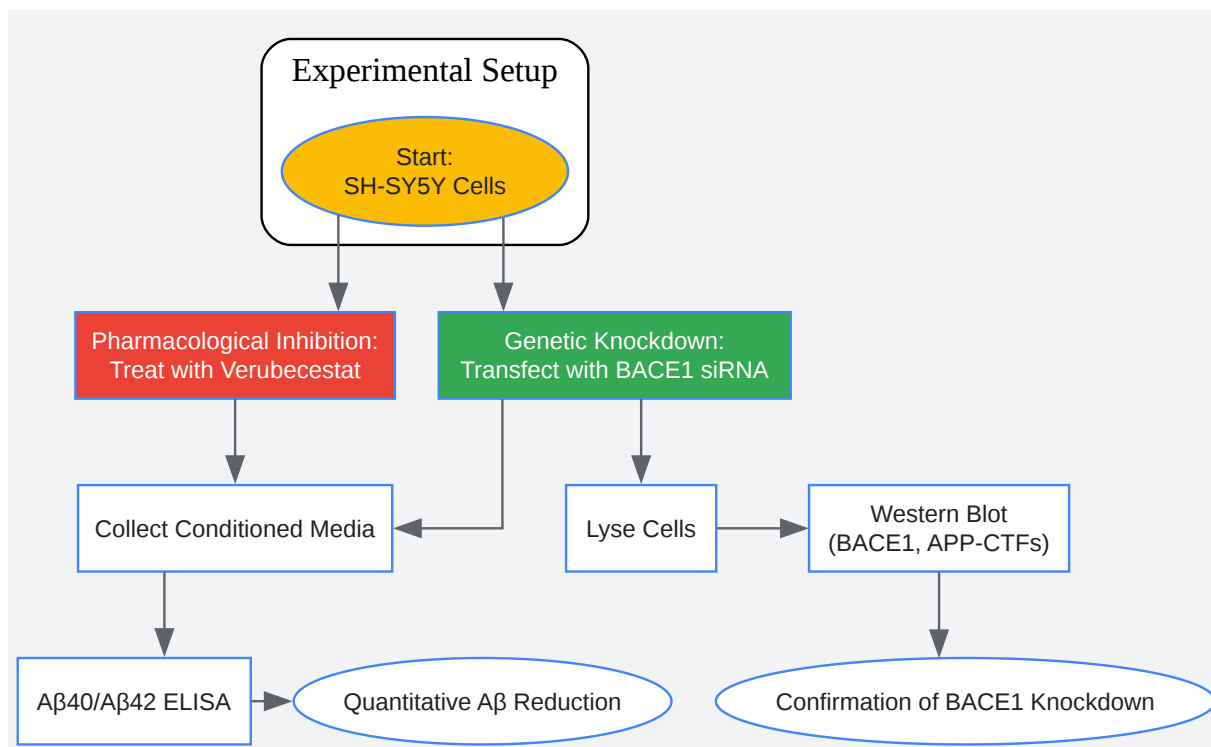 Experimental Setup
Start:
SH-SY5Y Cells
Pharmacological Inhibition:
Treat with Verubecestat
Genetic Knockdown:
Transfect with BACE1 siRNA
Collect Conditioned Media
Lyse Cells
Western Blot
(BACE1, APP-CTFs)
Aβ40/Aβ42 ELISA
Quantitative Aβ Reduction
Confirmation of BACE1 Knockdown